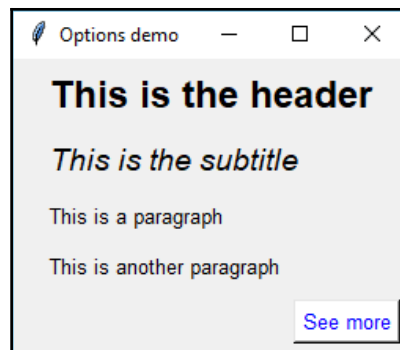 Options demo
This is the header
This is the subtitle
This is a paragraph
This is another paragraph
See more